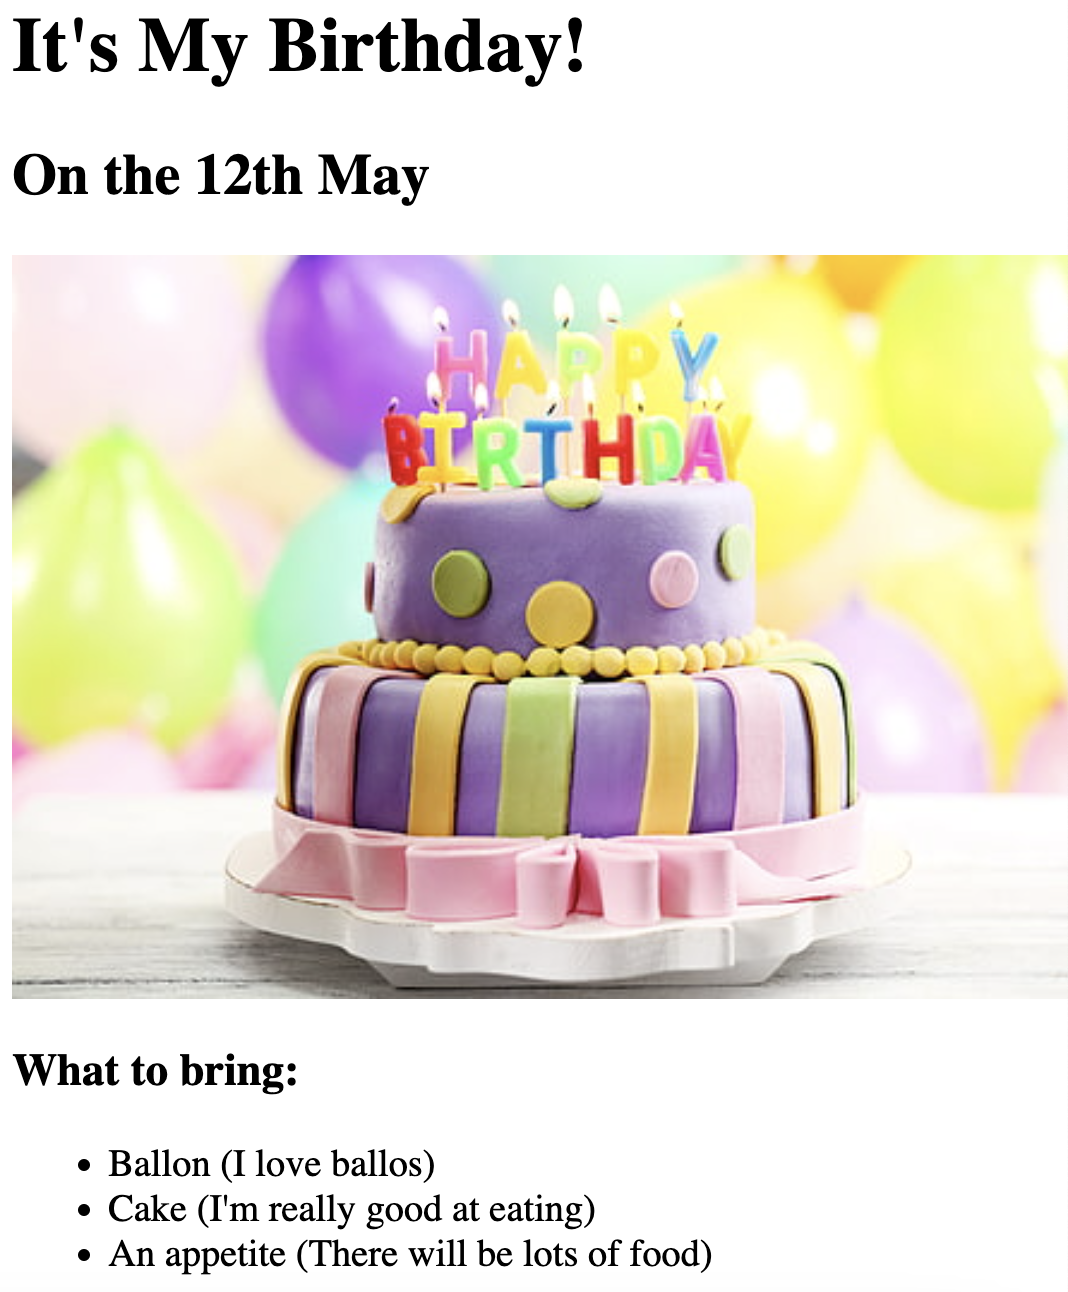 It's My Birthday!
On the 12th May
HAPPY
BIRTHDAY
What to bring:
Ballon (I love ballos)
Cake (I'm really good at eating)
An appetite (There will be lots of food)